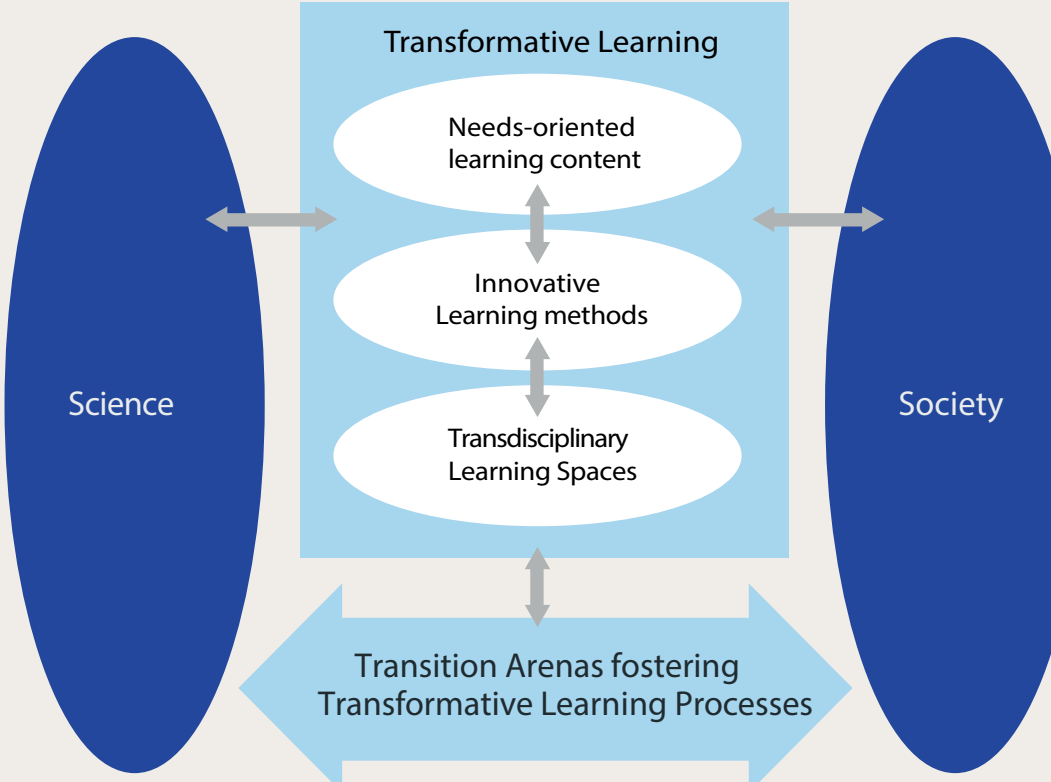 Transformative Learning
Needs-oriented
learning content
Innovative
Learning methods
Science
Society
Transdisciplinary
Learning Spaces
Transition Arenas fostering
Transformative Learning Processes